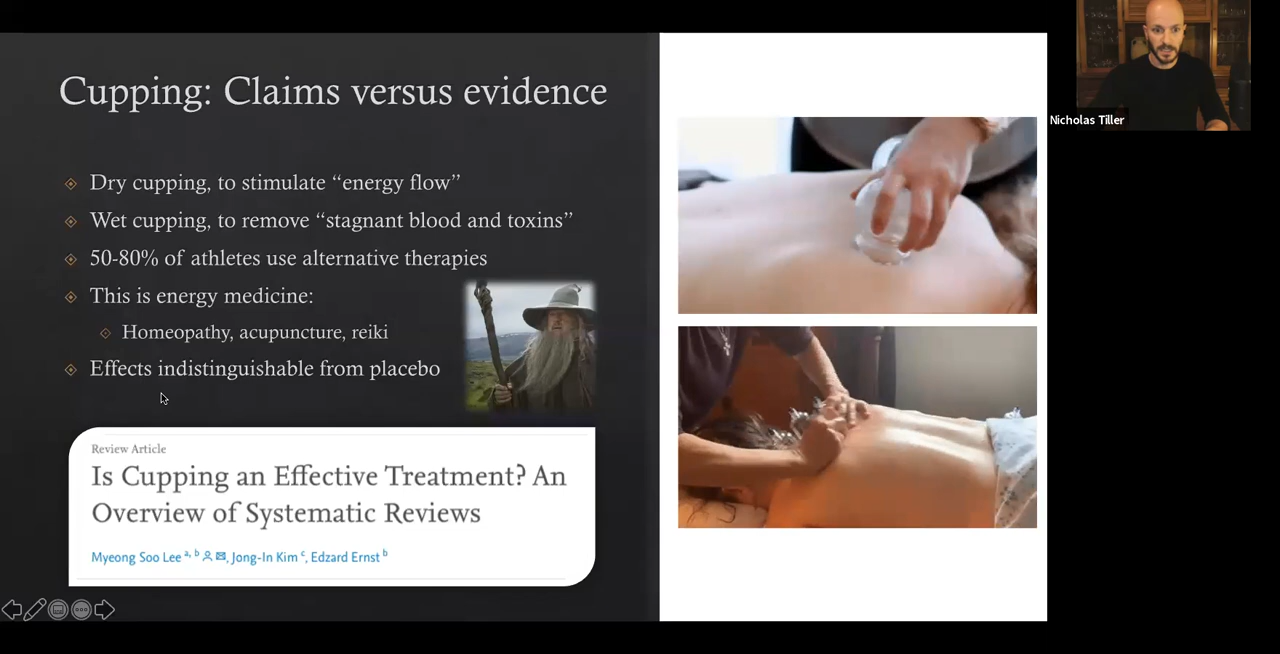 Cupping: Claims versus evidence
Dry cupping, to stimulate “energy flow”
Wet cupping, to remove “stagnant blood and toxins”
50-80% of athletes use alternative therapies
This is energy medicine:
Homeopathy, acupuncture, reiki
Effects indistinguishable from placebo
Review Article
Is Cupping an Effective Treatment? An
Overview of Systematic Reviews
Myeong Soo Lee a, b, Jong-In Kim c, Edzard Ernst b
Nicholas Tiller